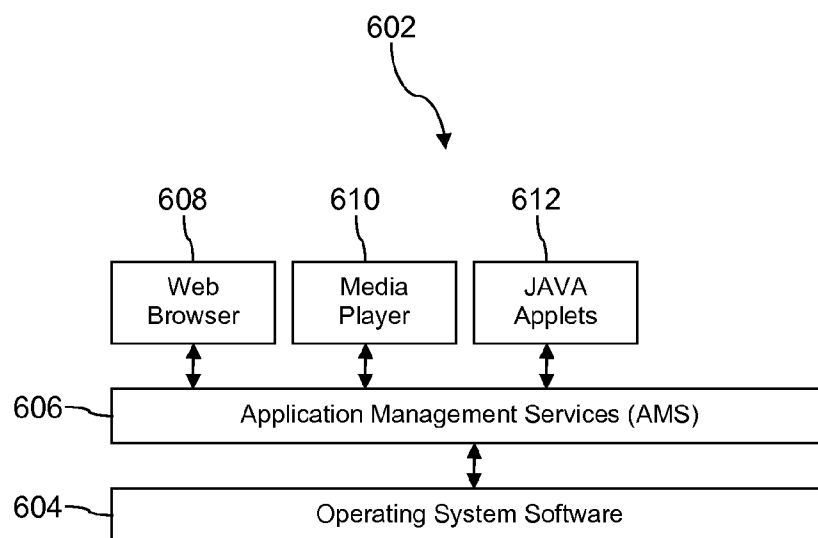 602
608
610
612
Web
Browser
Media
Player
JAVA
Applets
606
Application Management Services (AMS)
604
Operating System Software